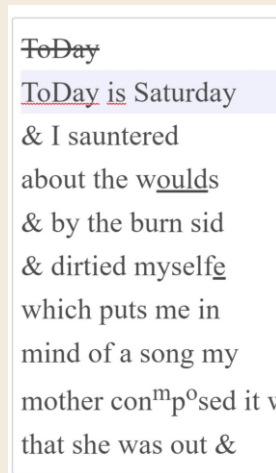 ToDay
ToDay is Saturday
& I sauntered
about the woulds
& by the burn sid
& dirtied myselfe
which puts me in
mind of a song my
mother conmposed it
that she was out &